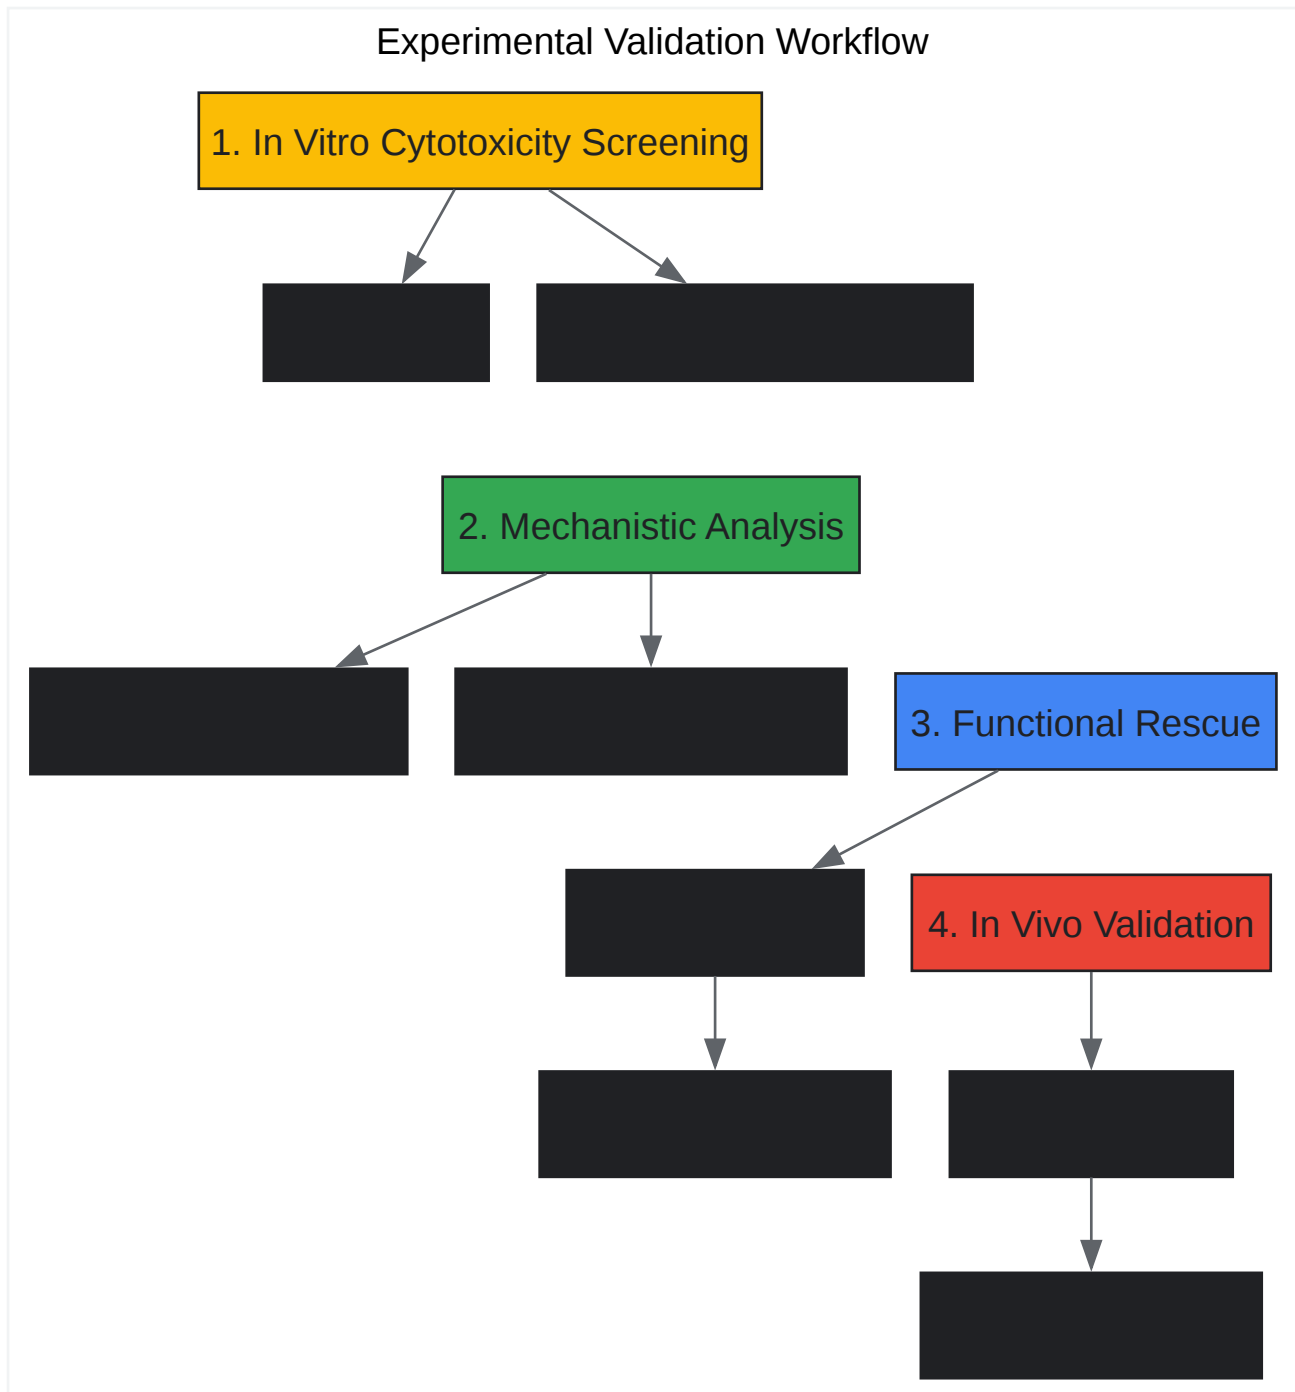 Experimental Validation Workflow
1. In Vitro Cytotoxicity Screening
2. Mechanistic Analysis
3. Functional Rescue
4. In Vivo Validation